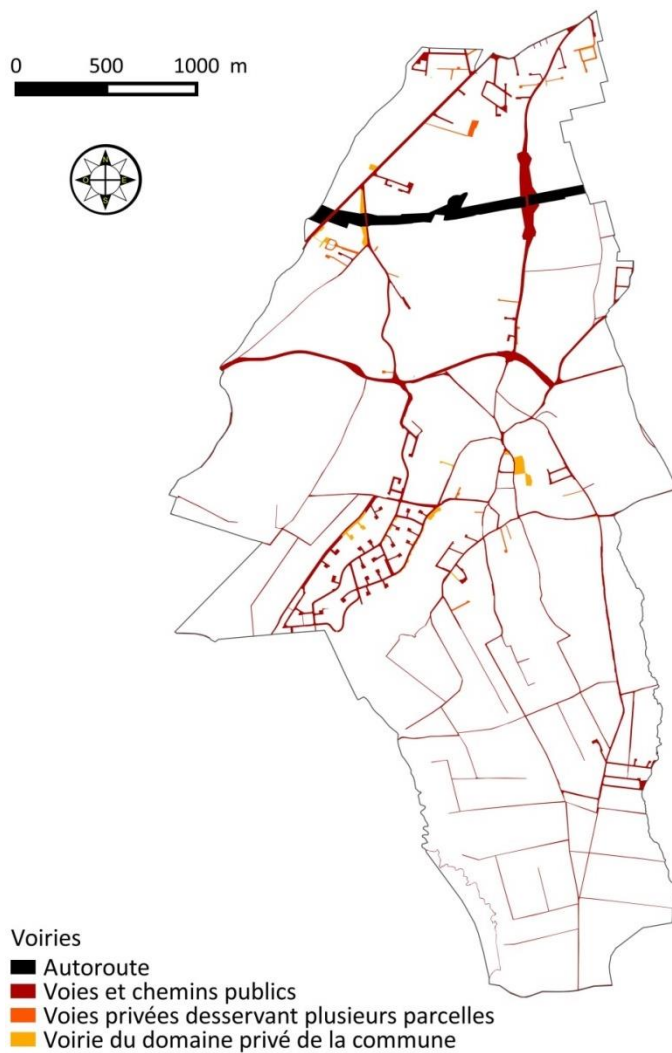 0 500 1000 m
N
O E
S
Voiries
Autoroute
Voies et chemins publics
Voies privées desservant plusieurs parcelles
Voirie du domaine privé de la commune